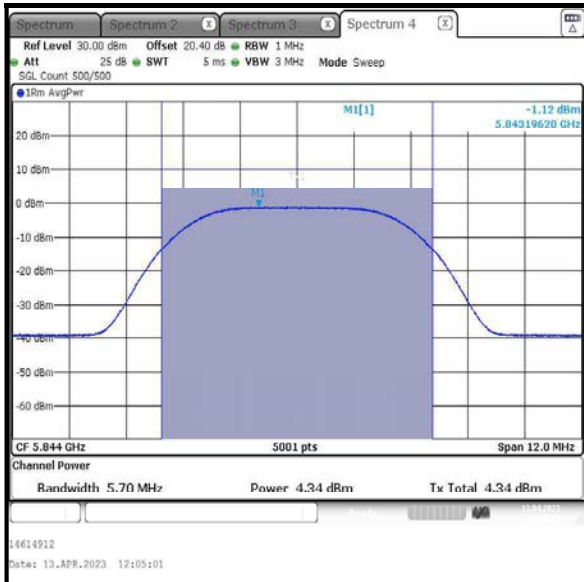 Spectrum Spectrum 2 X Spectrum 3 X Spectrum 4 X
Ref Level 30.00 dBm Offset 20.40 dB RBW 1 MHz
Att 25 dB SWT 5 ms VBW 3 MHz Mode Sweep
SGL Count 500/500
1Rm AvgPwr
M1[1] -1.12 dBm
5.84319620 GHz
20 dBm
10 dBm
M1
0 dBm
-10 dBm
-20 dBm
-30 dBm
-40 dBm
-50 dBm
-60 dBm
CF 5.844 GHz 5001 pts Span 12.0 MHz
Channel Power
Bandwidth 5.70 MHz Power 4.34 dBm Tx Total 4.34 dBm
14614912
Date: 13.APR.2023 12:05:01